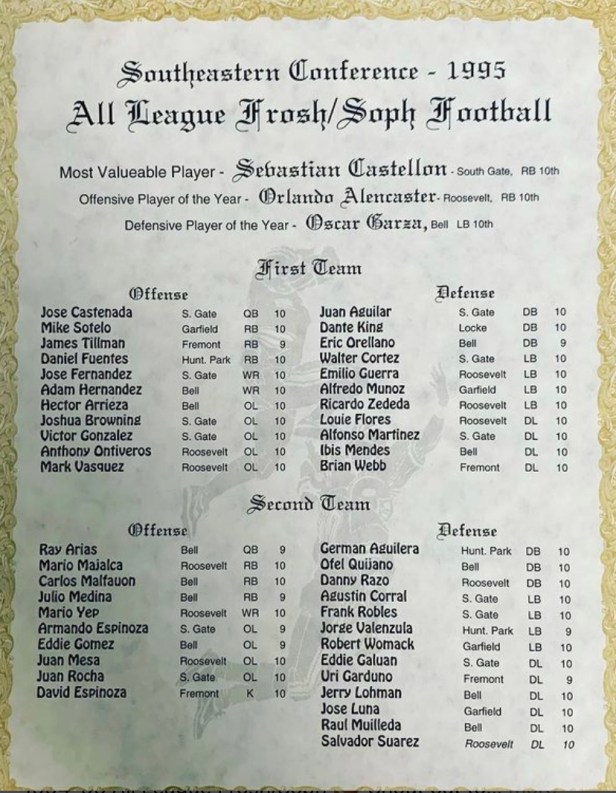 Southeastern Conference - 1995
All League Frosh/Soph Football
Most Valueable Player - Sebastian Castellon - South Gate, RB 10th
Offensive Player of the Year - Orlando Alencaster- Roosevelt, RB 10th
Defensive Player of the Year - Oscar Garza, Bell LB 10th
First Team
Offense
Jose Castenada S. Gate QB 10
Mike Sotelo Garfield RB 10
James Tillman Fremont RB 9
Daniel Fuentes Hunt. Park RB 10
Jose Fernandez S. Gate WR 10
Adam Hernandez Bell WR 10
Hector Arrieza Bell OL 10
Joshua Browning S. Gate OL 10
Victor Gonzalez S. Gate OL 10
Anthony Ontiveros Roosevelt OL 10
Mark Vasquez Roosevelt OL 10
Defense
Juan Aguilar S. Gate DB 10
Dante King Locke DB 10
Eric Orellano Bell DB 9
Walter Cortez S. Gate LB 10
Emilio Guerra Roosevelt LB 10
Alfredo Munoz Garfield LB 10
Ricardo Zededa Roosevelt LB 10
Louie Flores Roosevelt DL 10
Alfonso Martinez S. Gate DL 10
Ibis Mendes Bell DL 10
Brian Webb Fremont DL 10
Second Team
Offense
Ray Arias Bell QB 9
Mario Majalca Roosevelt RB 10
Carlos Malfauon Bell RB 10
Julio Medina Bell RB 9
Mario Yep Roosevelt WR 10
Armando Espinoza S. Gate OL 9
Eddie Gomez Bell OL 9
Juan Mesa Roosevelt OL 10
Juan Rocha S. Gate OL 10
David Espinoza Fremont K 10
Defense
German Aguilera Hunt. Park DB 10
Ofel Quijano Bell DB 10
Danny Razo Roosevelt DB 10
Agustin Corral S. Gate LB 10
Frank Robles S. Gate LB 10
Jorge Valenzula Hunt. Park LB 9
Robert Womack Garfield LB 10
Eddie Galuan S. Gate DL 10
Uri Garduno Fremont DL 9
Jerry Lohman Bell DL 10
Jose Luna Garfield DL 10
Raul Muilleda Bell DL 10
Salvador Suarez Roosevelt DL 10